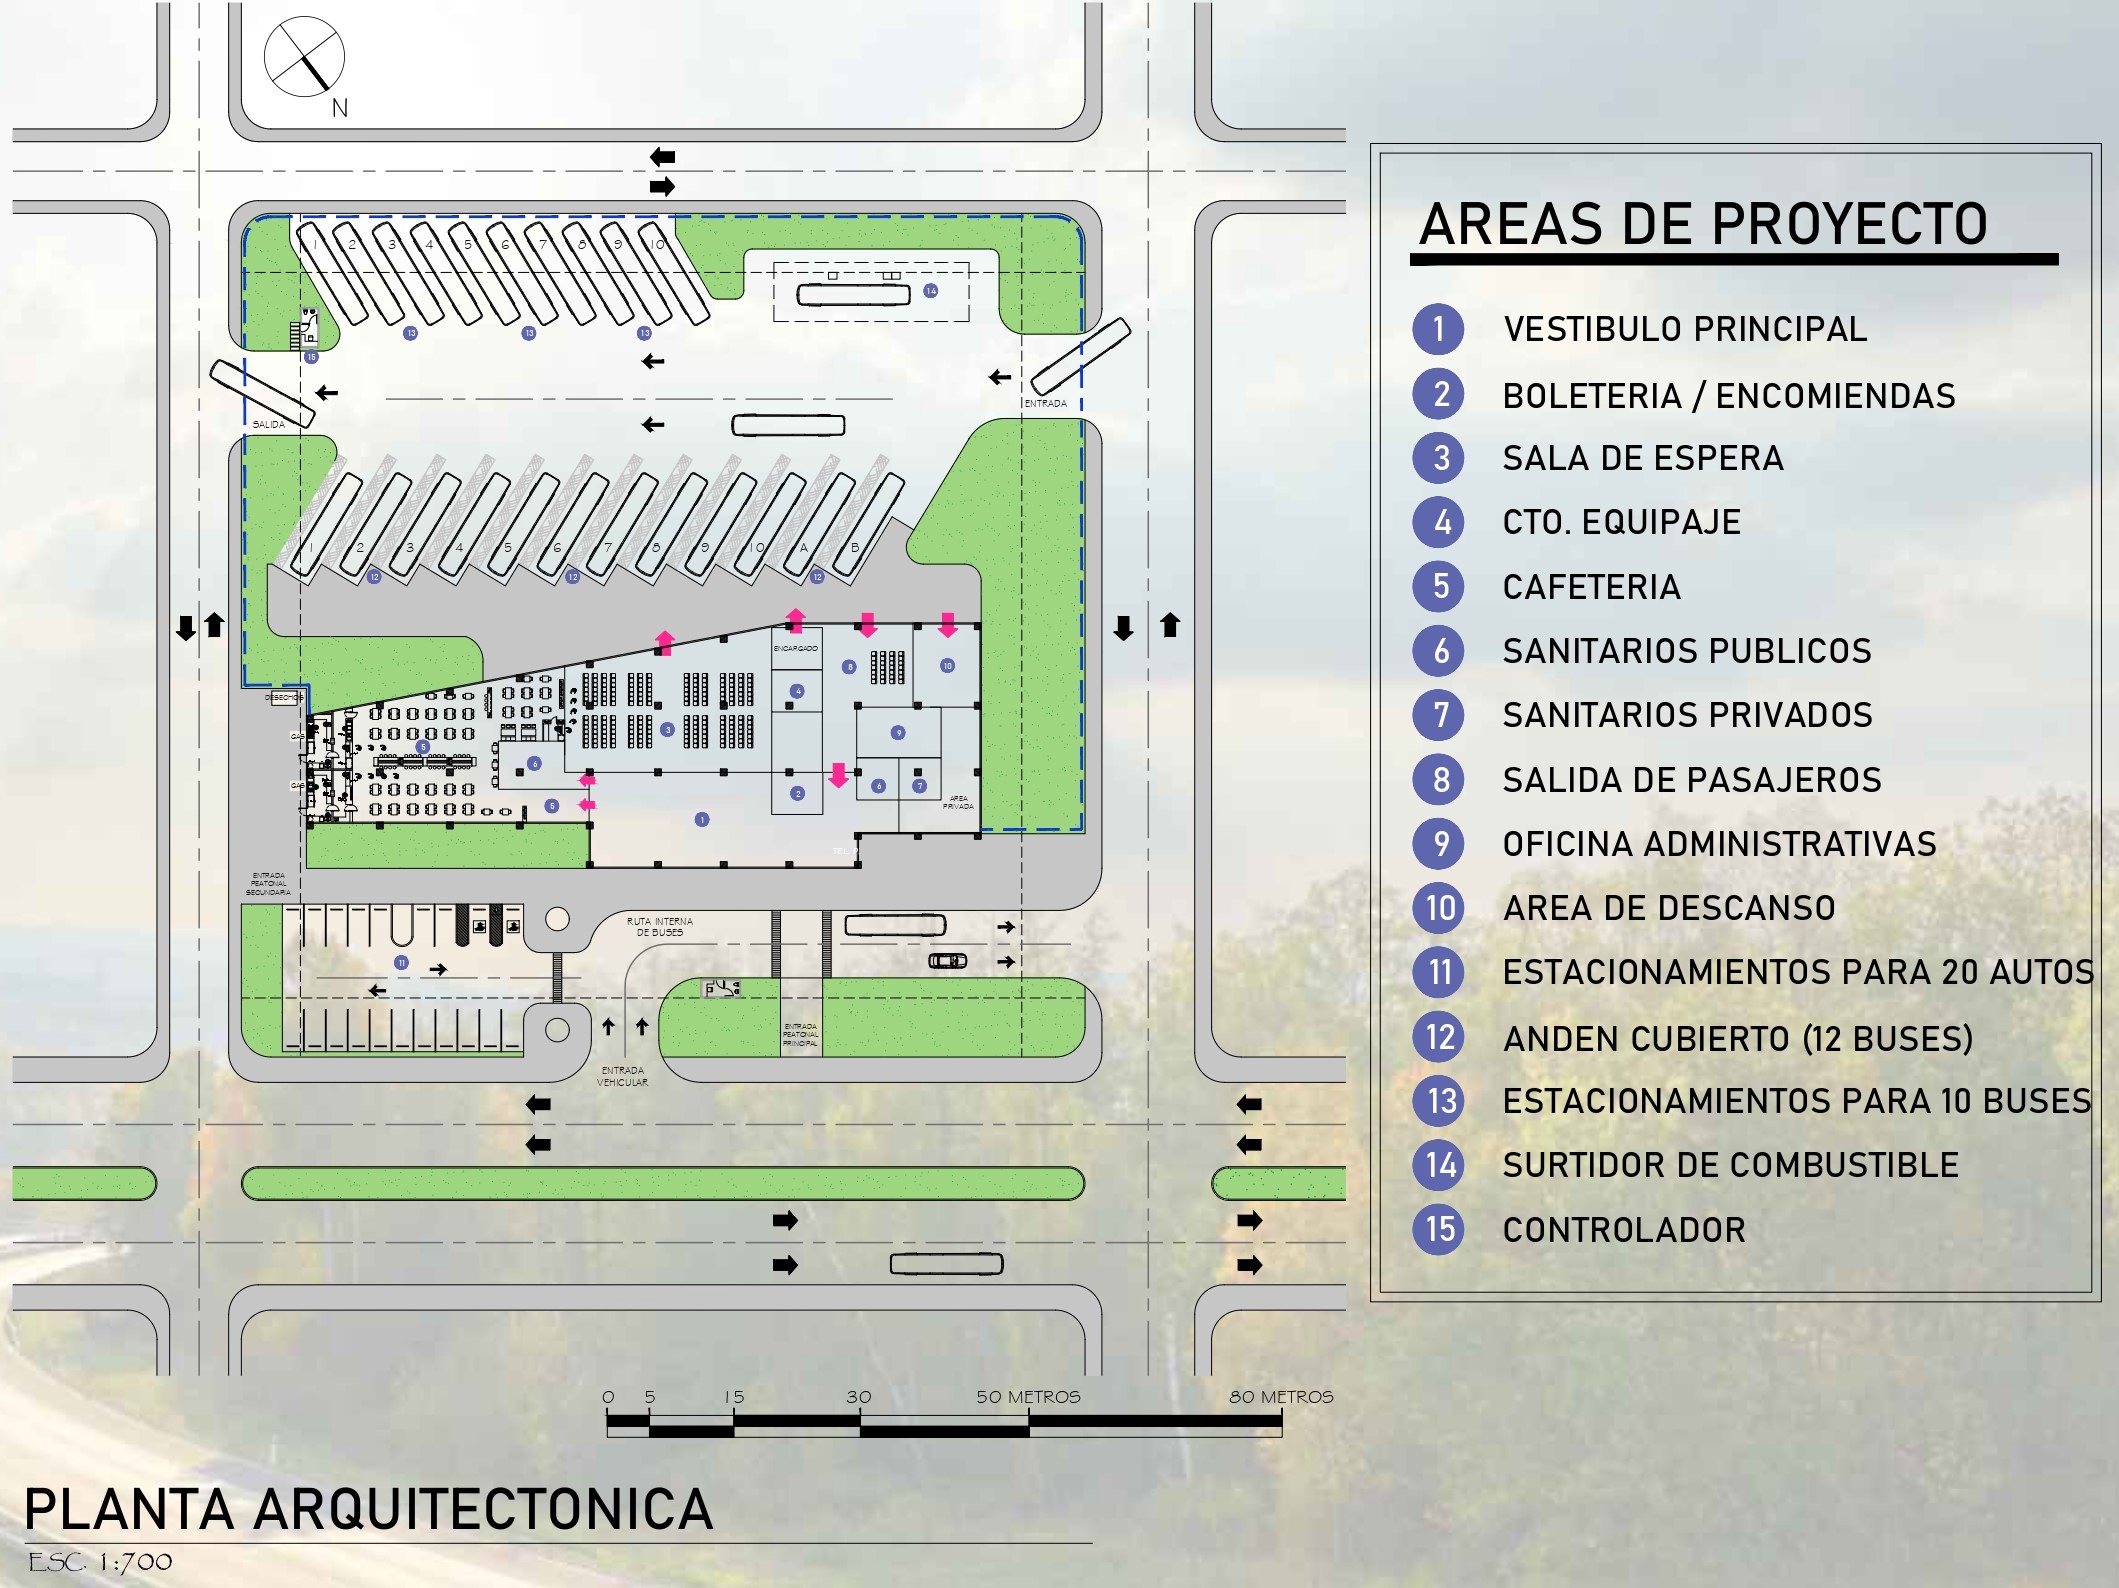 N
1 2 3 4 5 6 7 8 9 10
14
13 13 13
15
ENTRADA
SALIDA
1 2 3 4 5 6 7 8 9 10 A B
12 12 12
ENCARGADO
8
10
4
DESECHOS
3
9
GAS
5
6
GAS
2
6
7
5
AREA
PRIVADA
1
TEL. P
ENTRADA
PEATONAL
SECUNDARIA
RUTA INTERNA
DE BUSES
11
ENTRADA
PEATONAL
PRINCIPAL
ENTRADA
VEHICULAR
0 5 15 30 50 METROS 80 METROS
PLANTA ARQUITECTONICA
ESC. 1:700
AREAS DE PROYECTO
1 VESTIBULO PRINCIPAL
2 BOLETERIA / ENCOMIENDAS
3 SALA DE ESPERA
4 CTO. EQUIPAJE
5 CAFETERIA
6 SANITARIOS PUBLICOS
7 SANITARIOS PRIVADOS
8 SALIDA DE PASAJEROS
9 OFICINA ADMINISTRATIVAS
10 AREA DE DESCANSO
11 ESTACIONAMIENTOS PARA 20 AUTOS
12 ANDEN CUBIERTO (12 BUSES)
13 ESTACIONAMIENTOS PARA 10 BUSES
14 SURTIDOR DE COMBUSTIBLE
15 CONTROLADOR